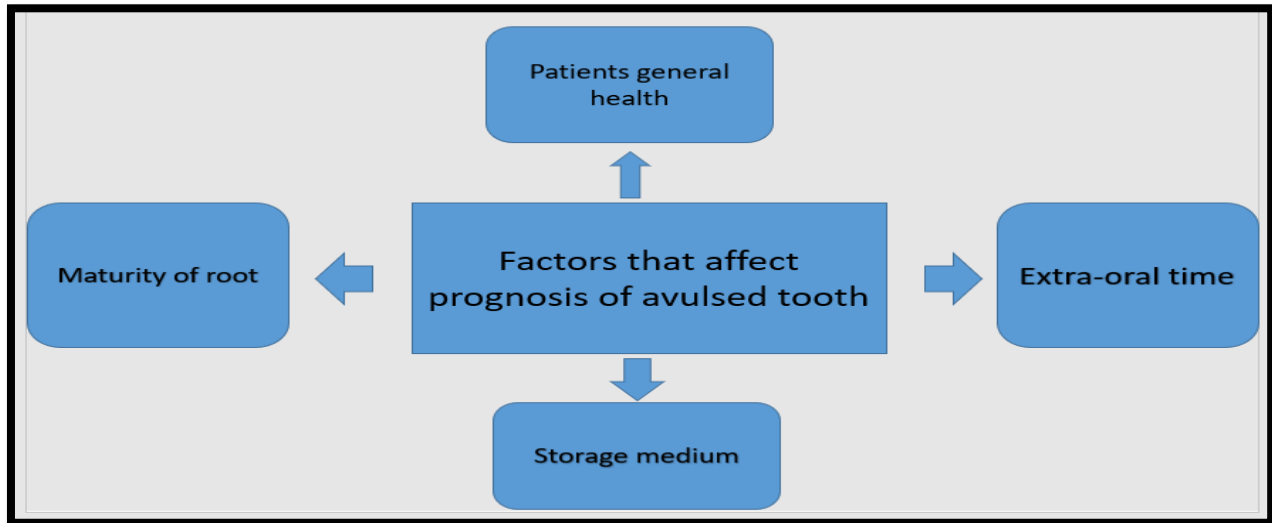 Patients general
health
Maturity of root
Factors that affect
prognosis of avulsed tooth
Extra-oral time
Storage medium